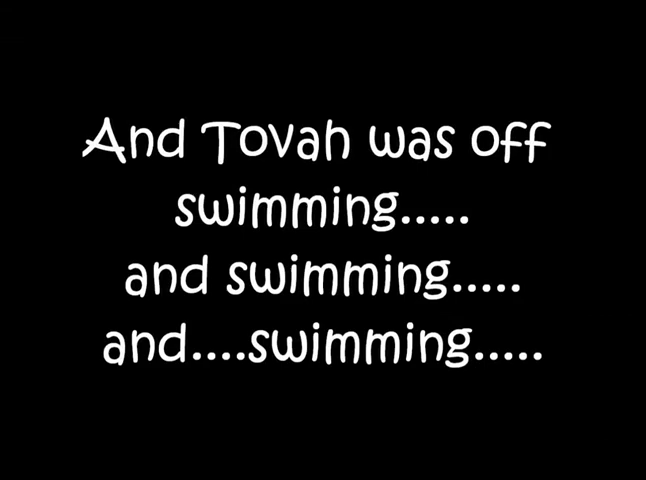 And Tovah was off
swimming.....
and swimming.....
and....swimming.....